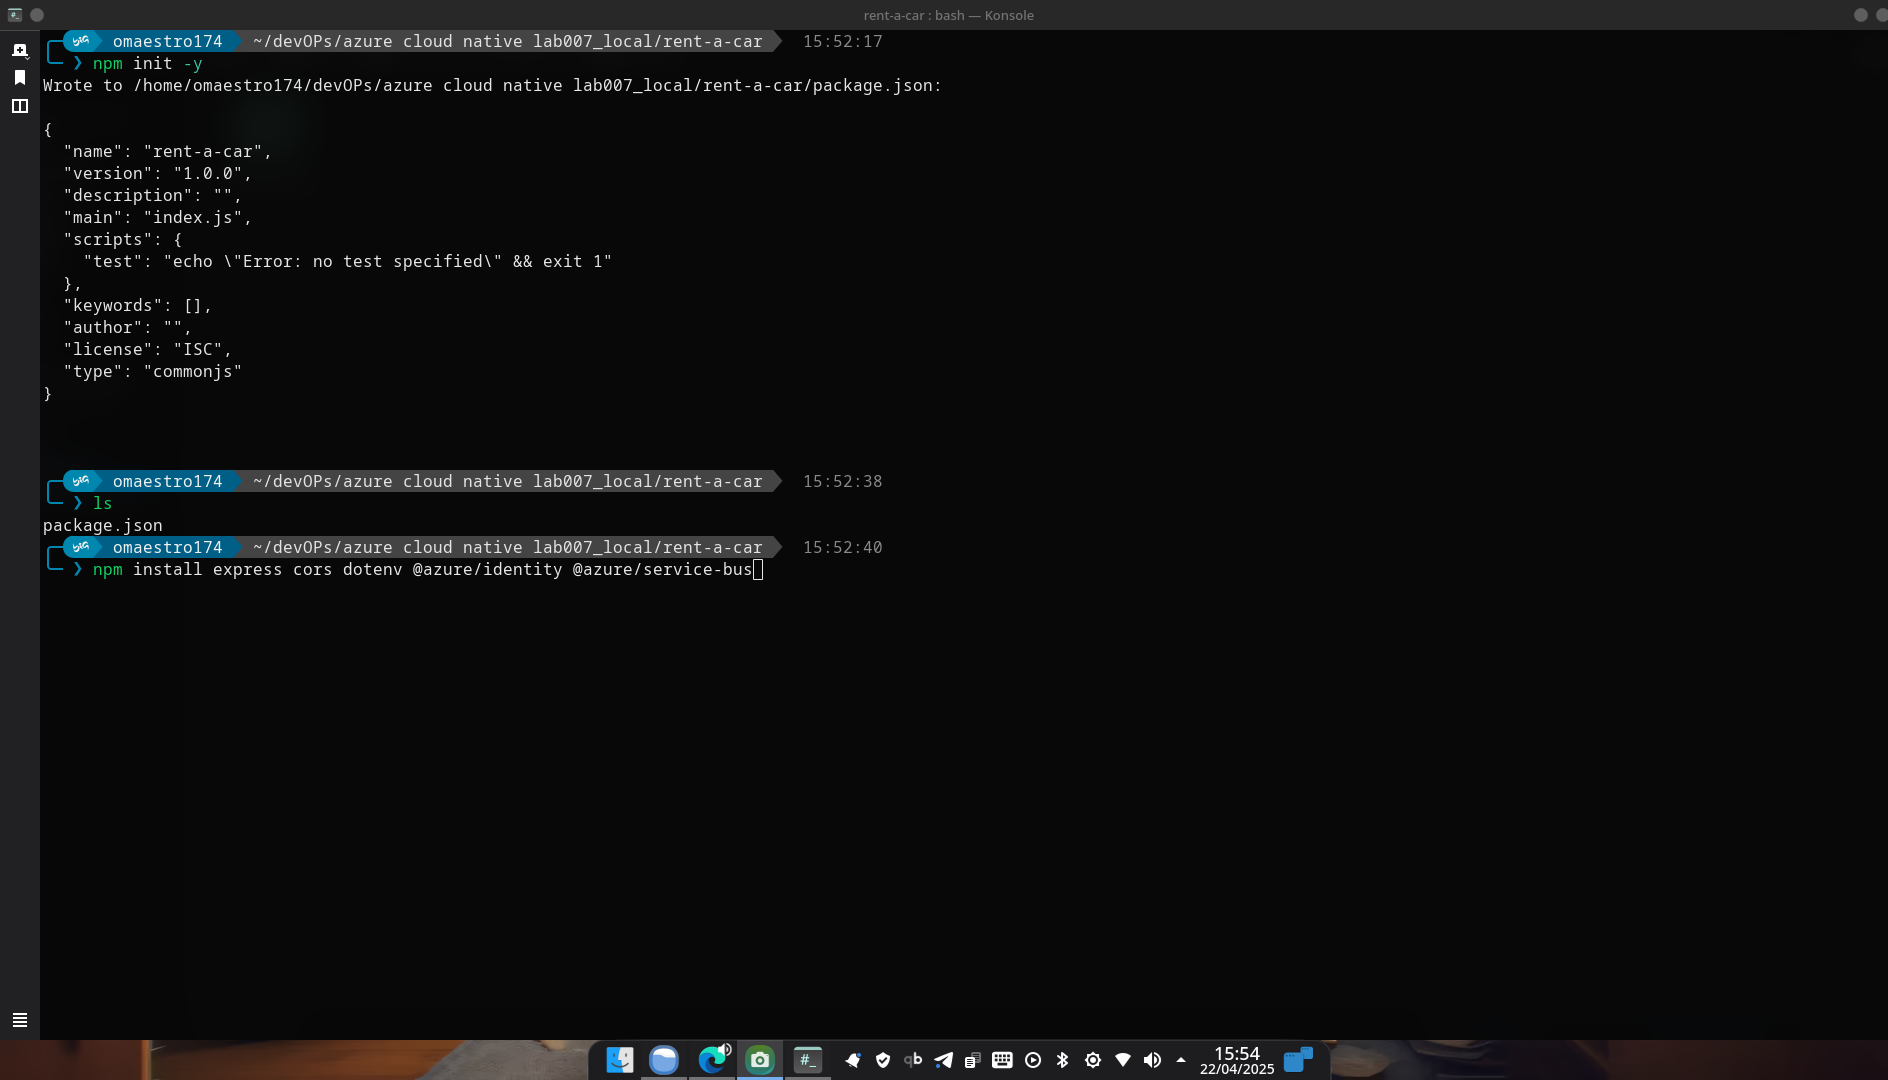 rent-a-car : bash — Konsole
big omaestro174 ~/devOPs/azure cloud native lab007_local/rent-a-car 15:52:17
❯ npm init -y
Wrote to /home/omaestro174/devOPs/azure cloud native lab007_local/rent-a-car/package.json:
{
  "name": "rent-a-car",
  "version": "1.0.0",
  "description": "",
  "main": "index.js",
  "scripts": {
    "test": "echo \"Error: no test specified\" && exit 1"
  },
  "keywords": [],
  "author": "",
  "license": "ISC",
  "type": "commonjs"
}
big omaestro174 ~/devOPs/azure cloud native lab007_local/rent-a-car 15:52:38
❯ ls
package.json
big omaestro174 ~/devOPs/azure cloud native lab007_local/rent-a-car 15:52:40
❯ npm install express cors dotenv @azure/identity @azure/service-bus
#_ qb 15:54
22/04/2025